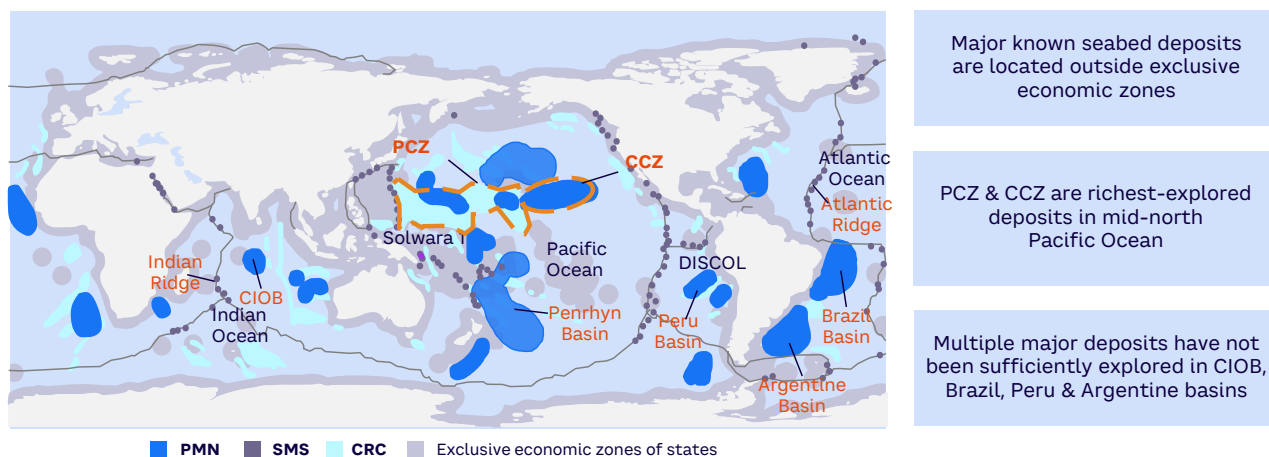 PCZ
CCZ
Solwara 1
Pacific
Ocean
Atlantic
Ocean
Atlantic
Ridge
Indian
Ridge
CIOB
Indian
Ocean
DISCOL
Penrhyn
Basin
Peru
Basin
Brazil
Basin
Argentine
Basin
PMN
SMS
CRC
Exclusive economic zones of states
Major known seabed deposits
are located outside exclusive
economic zones
PCZ & CCZ are richest-explored
deposits in mid-north
Pacific Ocean
Multiple major deposits have not
been sufficiently explored in CIOB,
Brazil, Peru & Argentine basins